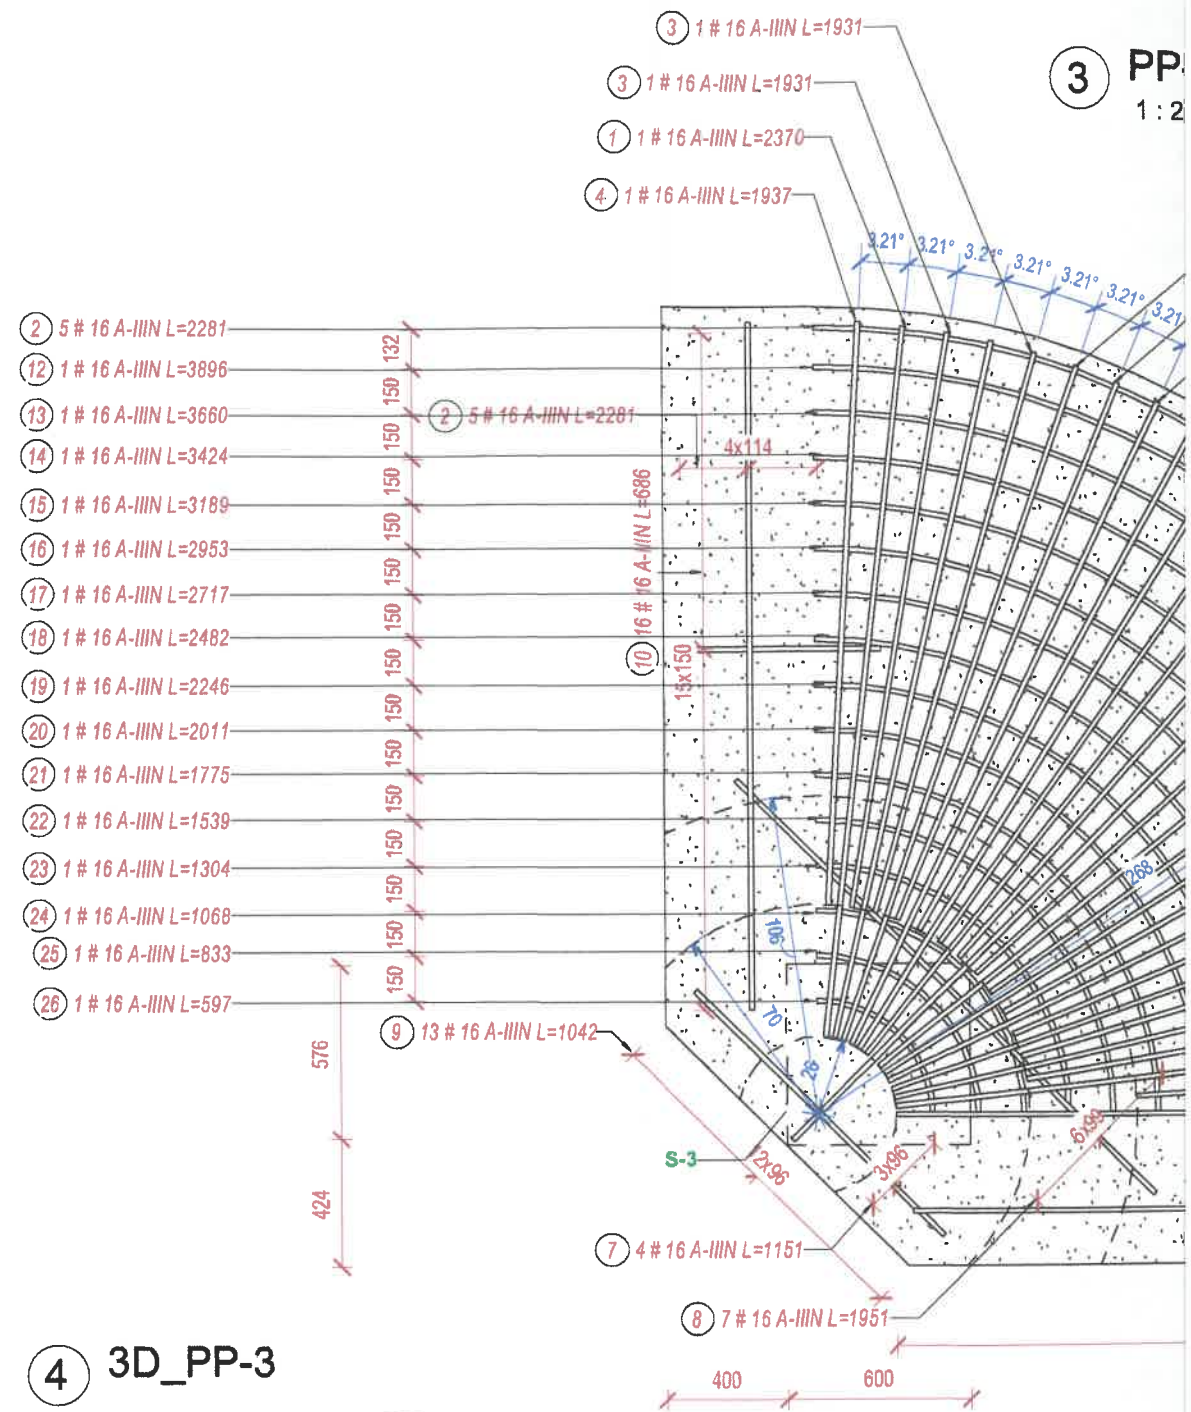 3 1 # 16 A-IIIN L=1931
3 1 # 16 A-IIIN L=1931
1 1 # 16 A-IIIN L=2370
4 1 # 16 A-IIIN L=1937
3 PP-
1 : 2
3.21° 3.21° 3.21° 3.21° 3.21° 3.21° 3.21
2 5 # 16 A-IIIN L=2281
12 1 # 16 A-IIIN L=3896
13 1 # 16 A-IIIN L=3660
14 1 # 16 A-IIIN L=3424
15 1 # 16 A-IIIN L=3189
16 1 # 16 A-IIIN L=2953
17 1 # 16 A-IIIN L=2717
18 1 # 16 A-IIIN L=2482
19 1 # 16 A-IIIN L=2246
20 1 # 16 A-IIIN L=2011
21 1 # 16 A-IIIN L=1775
22 1 # 16 A-IIIN L=1539
23 1 # 16 A-IIIN L=1304
24 1 # 16 A-IIIN L=1068
25 1 # 16 A-IIIN L=833
26 1 # 16 A-IIIN L=597
132
150
150
150
150
150
150
150
150
150
150
150
150
150
150
2 5 # 16 A-IIIN L=2281
4x114
10 16 # 16 A-IIIN L=686
15x150
268
106
70
26
9 13 # 16 A-IIIN L=1042
576
424
S-3
12x96
3x96
6x99
7 4 # 16 A-IIIN L=1151
8 7 # 16 A-IIIN L=1951
4 3D_PP-3
400
600